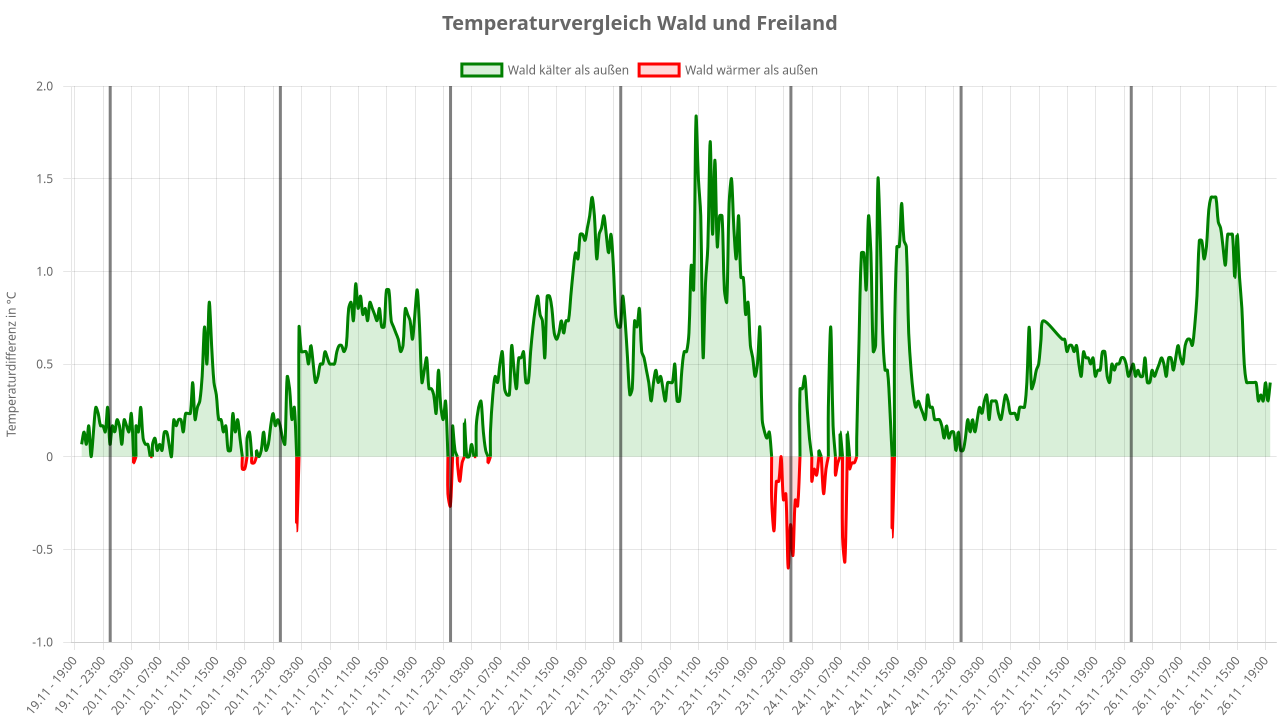 Temperaturvergleich Wald und Freiland
Wald kälter als außen
Wald wärmer als außen
Temperaturdifferenz in °C
2.0
1.5
1.0
0.5
0
-0.5
-1.0
19.11 - 19:00
19.11 - 23:00
20.11 - 03:00
20.11 - 07:00
20.11 - 11:00
20.11 - 15:00
20.11 - 19:00
20.11 - 23:00
21.11 - 03:00
21.11 - 07:00
21.11 - 11:00
21.11 - 15:00
21.11 - 19:00
21.11 - 23:00
22.11 - 03:00
22.11 - 07:00
22.11 - 11:00
22.11 - 15:00
22.11 - 19:00
22.11 - 23:00
23.11 - 03:00
23.11 - 07:00
23.11 - 11:00
23.11 - 15:00
23.11 - 19:00
23.11 - 23:00
24.11 - 03:00
24.11 - 07:00
24.11 - 11:00
24.11 - 15:00
24.11 - 19:00
24.11 - 23:00
25.11 - 03:00
25.11 - 07:00
25.11 - 11:00
25.11 - 15:00
25.11 - 19:00
25.11 - 23:00
26.11 - 03:00
26.11 - 07:00
26.11 - 11:00
26.11 - 15:00
26.11 - 19:00